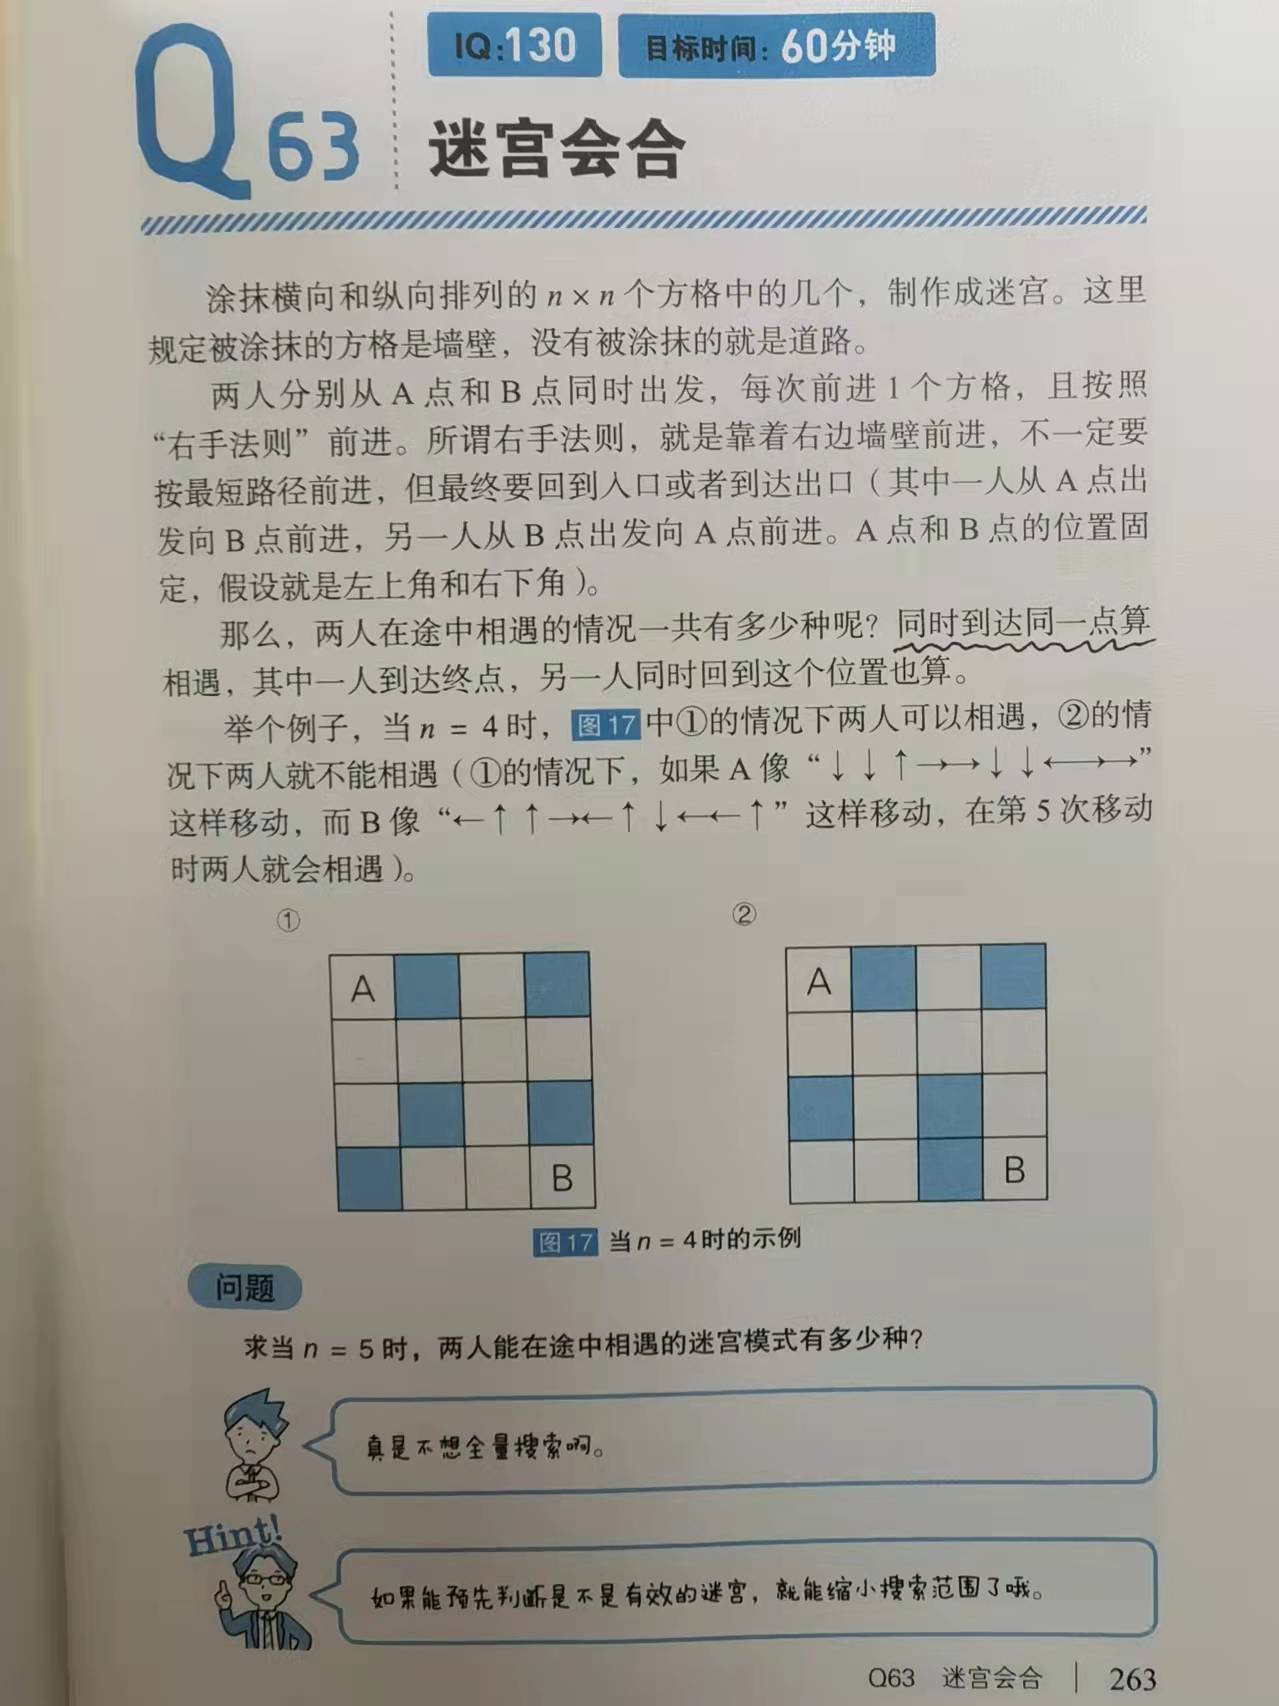 Q63
IQ:130
目标时间：60分钟
迷宫会合
涂抹横向和纵向排列的 n × n 个方格中的几个，制作成迷宫。这里
规定被涂抹的方格是墙壁，没有被涂抹的就是道路。
两人分别从 A 点和 B 点同时出发，每次前进 1 个方格，且按照
“右手法则”前进。所谓右手法则，就是靠着右边墙壁前进，不一定要
按最短路径前进，但最终要回到入口或者到达出口（其中一人从 A 点出
发向 B 点前进，另一人从 B 点出发向 A 点前进。A 点和 B 点的位置固
定，假设就是左上角和右下角）。
那么，两人在途中相遇的情况一共有多少种呢？同时到达同一点算
相遇，其中一人到达终点，另一人同时回到这个位置也算。
举个例子，当 n = 4 时，图17 中①的情况下两人可以相遇，②的情
况下两人就不能相遇（①的情况下，如果 A 像“↓↓↑→→↓↓←→→”
这样移动，而 B 像“←↑↑→←↑↓←←↑”这样移动，在第 5 次移动
时两人就会相遇）。
① ②
A A
B B
图17 当 n = 4 时的示例
问题
求当 n = 5 时，两人能在途中相遇的迷宫模式有多少种？
真是不想全量搜索啊。
Hint!
如果能预先判断是不是有效的迷宫，就能缩小搜索范围了哦。
Q63 迷宫会合 | 263